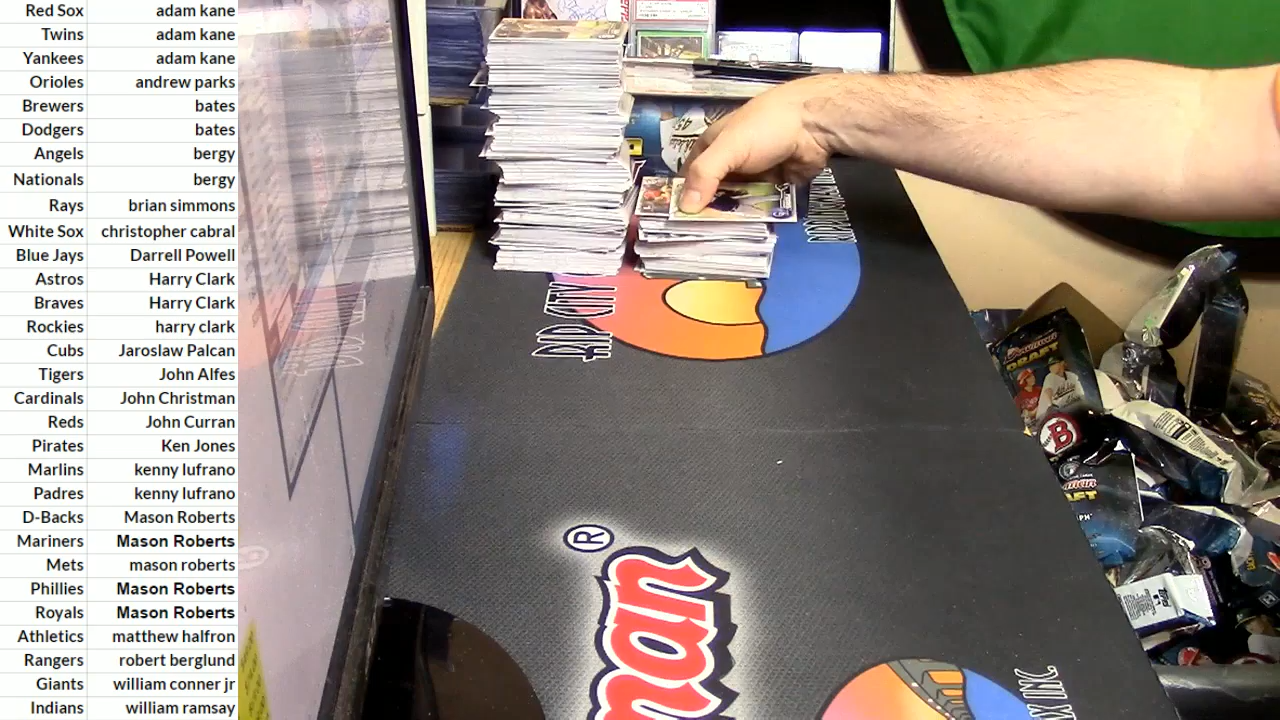 Red Sox adam kane
Twins adam kane
Yankees adam kane
Orioles andrew parks
Brewers bates
Dodgers bates
Angels bergy
Nationals bergy
Rays brian simmons
White Sox christopher cabral
Blue Jays Darrell Powell
Astros Harry Clark
Braves Harry Clark
Rockies harry clark
Cubs Jaroslaw Palcan
Tigers John Alfes
Cardinals John Christman
Reds John Curran
Pirates Ken Jones
Marlins kenny lufrano
Padres kenny lufrano
D-Backs Mason Roberts
Mariners Mason Roberts
Mets mason roberts
Phillies Mason Roberts
Royals Mason Roberts
Athletics matthew halfron
Rangers robert berglund
Giants william conner jr
Indians william ramsay
RIP CITY
man
®
INC
DRAFT
B